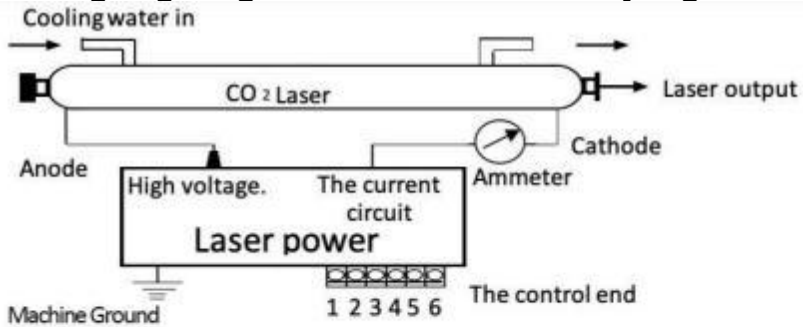 Cooling water in
CO 2 Laser
Laser output
Anode
Cathode
Ammeter
High voltage.
The current
circuit
Laser power
1 2 3 4 5 6
The control end
Machine Ground